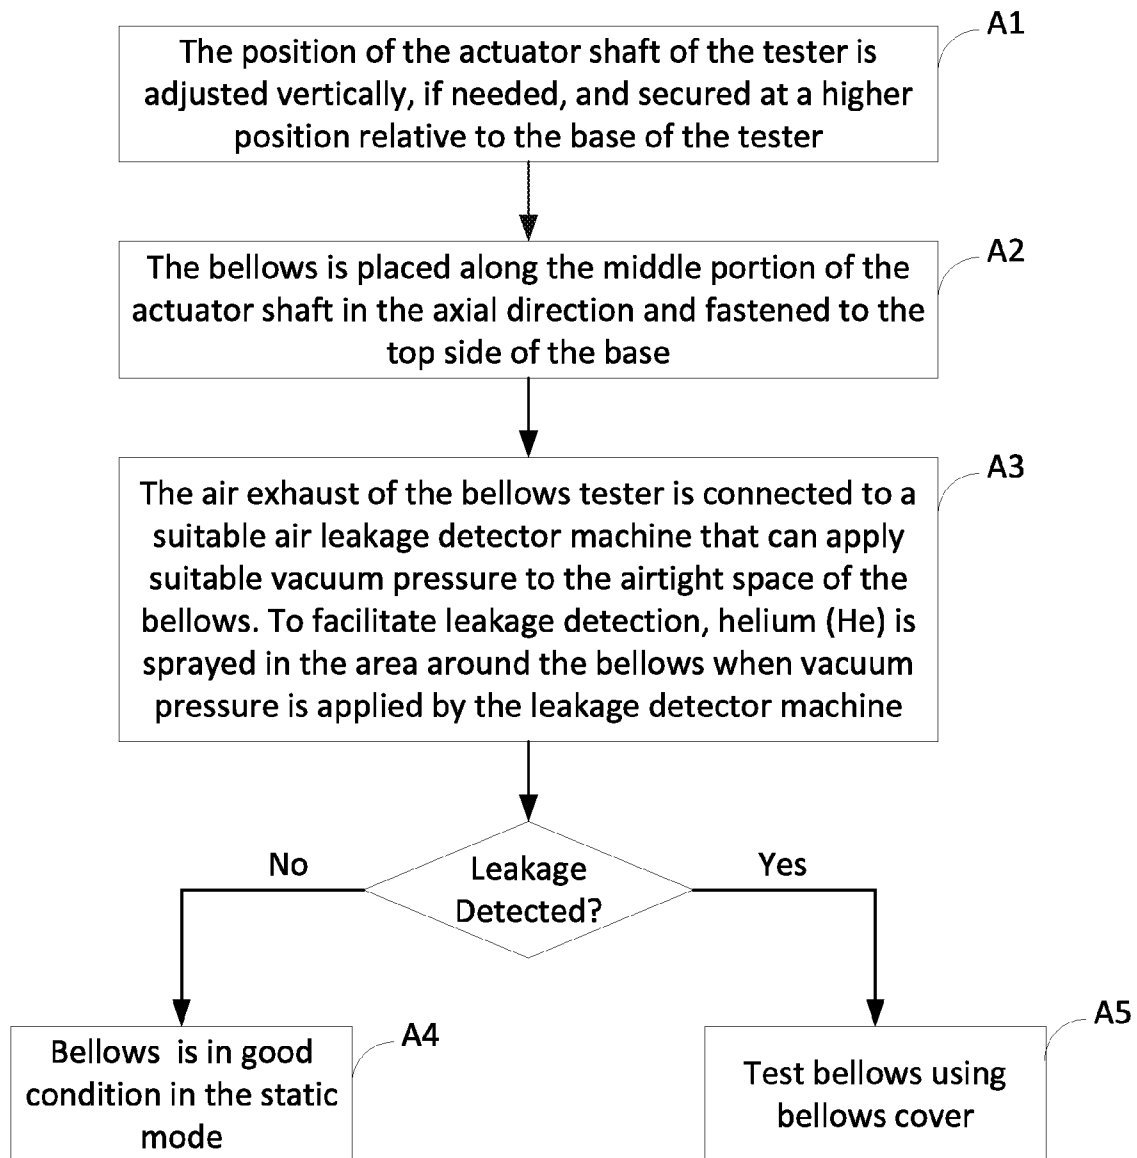 A1
The position of the actuator shaft of the tester is
adjusted vertically, if needed, and secured at a higher
position relative to the base of the tester
A2
The bellows is placed along the middle portion of the
actuator shaft in the axial direction and fastened to the
top side of the base
A3
The air exhaust of the bellows tester is connected to a
suitable air leakage detector machine that can apply
suitable vacuum pressure to the airtight space of the
bellows. To facilitate leakage detection, helium (He) is
sprayed in the area around the bellows when vacuum
pressure is applied by the leakage detector machine
No
Leakage
Detected?
Yes
A4
Bellows is in good
condition in the static
mode
A5
Test bellows using
bellows cover